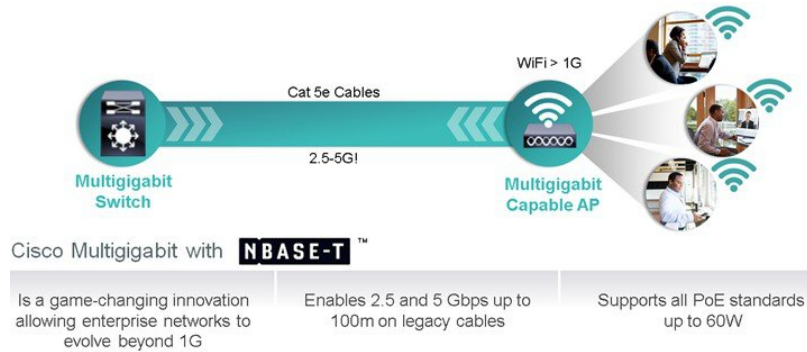 WiFi > 1G
Cat 5e Cables
2.5-5G!
Multigigabit
Switch
Multigigabit
Capable AP
Cisco Multigigabit with NBASE-T ™
Is a game-changing innovation
allowing enterprise networks to
evolve beyond 1G
Enables 2.5 and 5 Gbps up to
100m on legacy cables
Supports all PoE standards
up to 60W